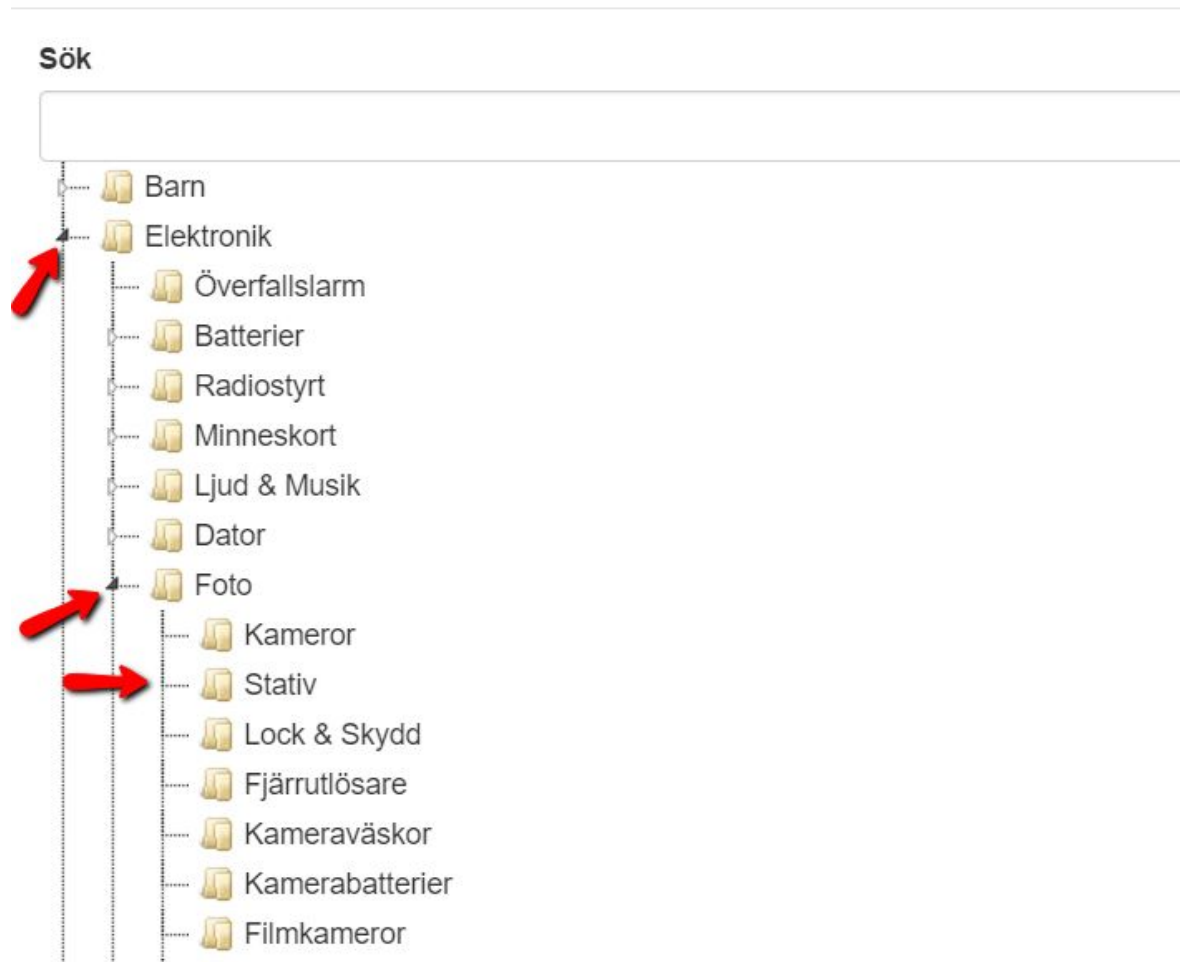 Sök
Barn
Elektronik
Överfallslarm
Batterier
Radiostyrt
Minneskort
Ljud & Musik
Dator
Foto
Kameror
Stativ
Lock & Skydd
Fjärrutlösare
Kameraväskor
Kamerabatterier
Filmkameror